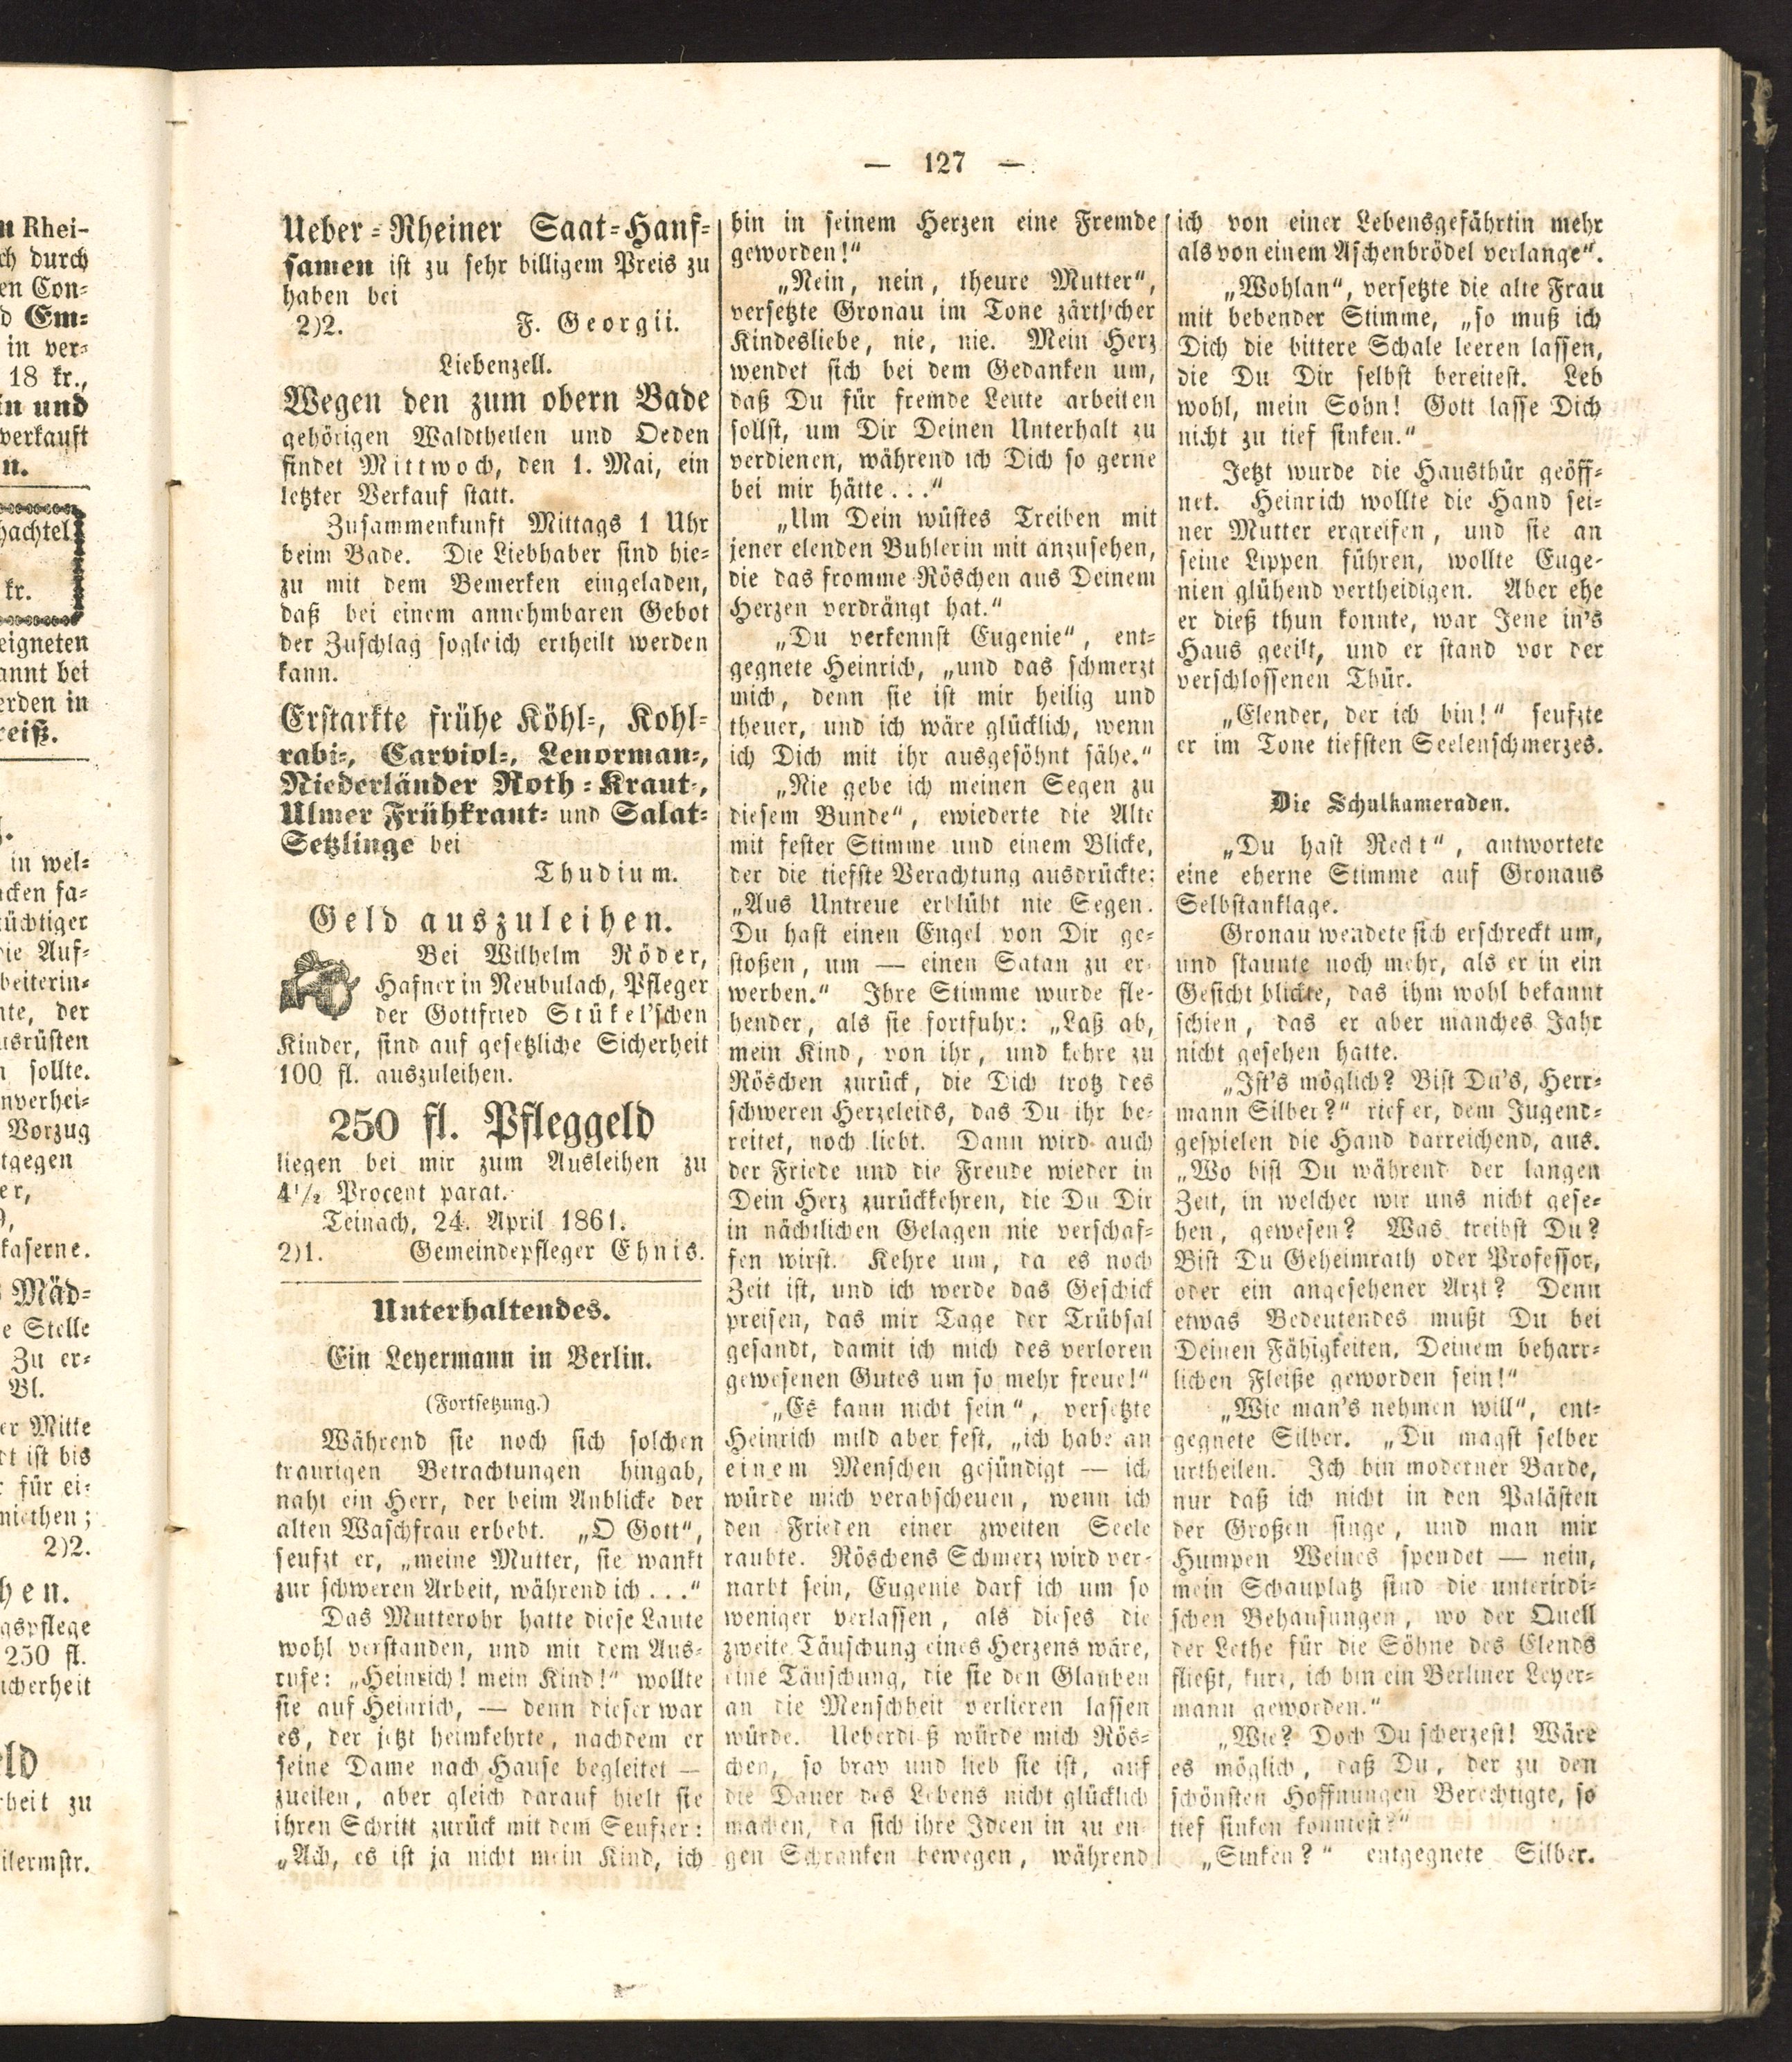 — 127 —
Ueber-Rheiner Saat-Hanf-
samen ist zu sehr billigem Preis zu
haben bei
2)2. F. Georgii.
Liebenzell.
Wegen den zum obern Bade
gehörigen Waldtheilen und Oeden
findet Mittwoch, den 1. Mai, ein
letzter Verkauf statt.
Zusammenkunft Mittags 1 Uhr
beim Bade. Die Liebhaber sind hie-
zu mit dem Bemerken eingeladen,
daß bei einem annehmbaren Gebot
der Zuschlag sogleich ertheilt werden
kann.
Erstarkte frühe Köhl-, Kohl-
rabi-, Carviol-, Lenorman-,
Niederländer Roth-Kraut-,
Ulmer Frühkraut- und Salat-
Setzlinge bei
Thudium.
Geld auszuleihen.
Bei Wilhelm Röder,
Hafner in Neubulach, Pfleger
der Gottfried Stükel'schen
Kinder, sind auf gesetzliche Sicherheit
100 fl. auszuleihen.
250 fl. Pfleggeld
liegen bei mir zum Ausleihen zu
4½ Procent parat.
Teinach, 24. April 1861.
2)1. Gemeindepfleger Ehnis.
Unterhaltendes.
Ein Leyermann in Berlin.
(Fortsetzung.)
Während sie noch sich solchen
traurigen Betrachtungen hingab,
naht ein Herr, der beim Anblicke der
alten Waschfrau erbebt. „O Gott“,
seufzt er, „meine Mutter, sie wankt
zur schweren Arbeit, während ich . . .“
Das Mutterohr hatte diese Laute
wohl verstanden, und mit dem Aus-
rufe: „Heinrich! mein Kind!“ wollte
sie auf Heinrich, — denn dieser war
es, der jetzt heimkehrte, nachdem er
seine Dame nach Hause begleitet —
zueilen, aber gleich darauf hielt sie
ihren Schritt zurück mit dem Seufzer:
„Ach, es ist ja nicht mein Kind, ich
bin in seinem Herzen eine Fremde
geworden!“
„Nein, nein, theure Mutter“,
versetzte Gronau im Tone zärtlicher
Kindesliebe, nie, nie. Mein Herz
wendet sich bei dem Gedanken um,
daß Du für fremde Leute arbeiten
sollst, um Dir Deinen Unterhalt zu
verdienen, während ich Dich so gerne
bei mir hätte . . .“
„Um Dein wüstes Treiben mit
jener elenden Buhlerin mit anzusehen,
die das fromme Röschen aus Deinem
Herzen verdrängt hat.“
„Du verkennst Eugenie“, ent-
gegnete Heinrich, „und das schmerzt
mich, denn sie ist mir heilig und
theuer, und ich wäre glücklich, wenn
ich Dich mit ihr ausgesöhnt sähe.“
„Nie gebe ich meinen Segen zu
diesem Bunde“, ewiederte die Alte
mit fester Stimme und einem Blicke,
der die tiefste Verachtung ausdrückte:
„Aus Untreue erblüht nie Segen.
Du hast einen Engel von Dir ge-
stoßen, um — einen Satan zu er-
werben.“ Ihre Stimme wurde fle-
hender, als sie fortfuhr: „Laß ab,
mein Kind, von ihr, und kehre zu
Röschen zurück, die Dich trotz des
schweren Herzeleids, das Du ihr be-
reitet, noch liebt. Dann wird auch
der Friede und die Freude wieder in
Dein Herz zurückkehren, die Du Dir
in nächtlichen Gelagen nie verschaf-
fen wirst. Kehre um, da es noch
Zeit ist, und ich werde das Geschick
preisen, das mir Tage der Trübsal
gesandt, damit ich mich des verloren
gewesenen Gutes um so mehr freue!“
„Es kann nicht sein“, versetzte
Heinrich mild aber fest, „ich habe an
einem Menschen gesündigt — ich
würde mich verabscheuen, wenn ich
den Frieden einer zweiten Seele
raubte. Röschens Schmerz wird ver-
narbt sein, Eugenie darf ich um so
weniger verlassen, als dieses die
zweite Täuschung eines Herzens wäre,
eine Täuschung, die sie den Glauben
an die Menschheit verlieren lassen
würde. Ueberdieß würde mich Rös-
chen, so brav und lieb sie ist, auf
die Dauer des Lebens nicht glücklich
machen, da sich ihre Ideen in zu en-
gen Schranken bewegen, während
ich von einer Lebensgefährtin mehr
als von einem Aschenbrödel verlange“.
„Wohlan“, versetzte die alte Frau
mit bebender Stimme, „so muß ich
Dich die bittere Schale leeren lassen,
die Du Dir selbst bereitest. Leb
wohl, mein Sohn! Gott lasse Dich
nicht zu tief sinken.“
Jetzt wurde die Hausthür geöff-
net. Heinrich wollte die Hand sei-
ner Mutter ergreifen, und sie an
seine Lippen führen, wollte Euge-
nien glühend vertheidigen. Aber ehe
er dieß thun konnte, war Jene in's
Haus geeilt, und er stand vor der
verschlossenen Thür.
„Elender, der ich bin!“ seufzte
er im Tone tiefsten Seelenschmerzes.
Die Schulkameraden.
„Du hast Recht“, antwortete
eine eherne Stimme auf Gronaus
Selbstanklage.
Gronau wendete sich erschreckt um,
und staunte noch mehr, als er in ein
Gesicht blickte, das ihm wohl bekannt
schien, das er aber manches Jahr
nicht gesehen hatte.
„Ist's möglich? Bist Du's, Herr-
mann Silber?“ rief er, dem Jugend-
gespielen die Hand darreichend, aus.
„Wo bist Du während der langen
Zeit, in welcher wir uns nicht gese-
hen, gewesen? Was treibst Du?
Bist Du Geheimrath oder Professor,
oder ein angesehener Arzt? Denn
etwas Bedeutendes mußt Du bei
Deinen Fähigkeiten, Deinem beharr-
lichen Fleiße geworden sein!“
„Wie man's nehmen will“, ent-
gegnete Silber. „Du magst selber
urtheilen. Ich bin moderner Barde,
nur daß ich nicht in den Palästen
der Großen singe, und man mir
Humpen Weines spendet — nein,
mein Schauplatz sind die unterirdi-
schen Behausungen, wo der Quell
der Lethe für die Söhne des Elends
fließt, kurz, ich bin ein Berliner Leyer-
mann geworden.“
„Wie? Doch Du scherzest! Wäre
es möglich, daß Du, der zu den
schönsten Hoffnungen Berechtigte, so
tief sinken konntest?“
„Sinken?“ entgegnete Silber.